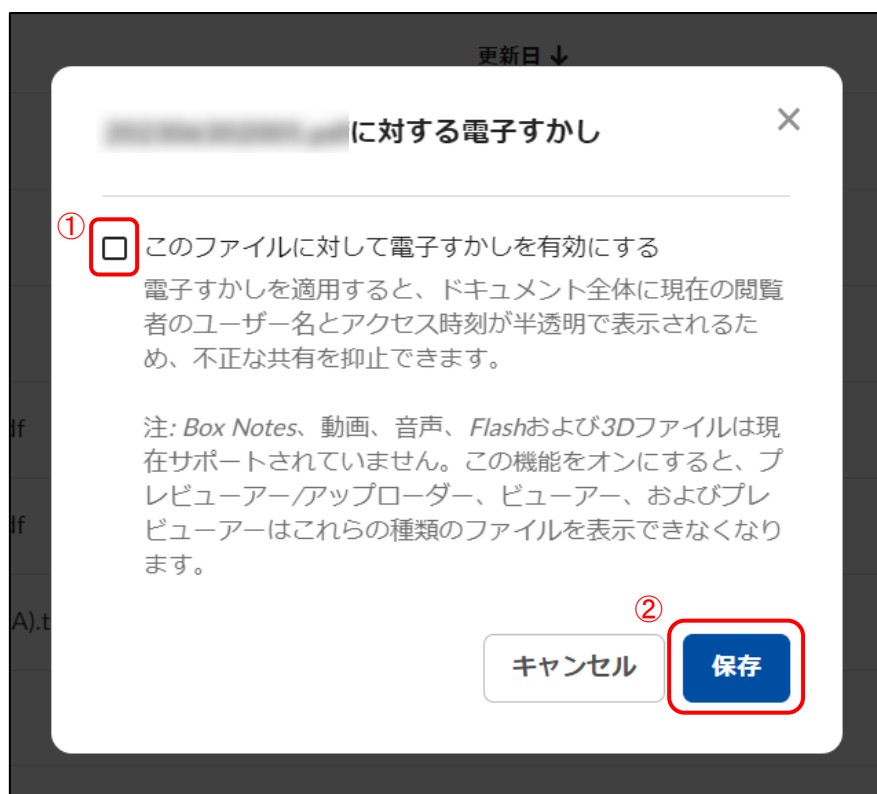 更新日↓
に対する電子すかし
①
このファイルに対して電子すかしを有効にする
電子すかしを適用すると、ドキュメント全体に現在の閲覧
者のユーザー名とアクセス時刻が半透明で表示されるた
め、不正な共有を抑止できます。
df
注: Box Notes、動画、音声、Flashおよび3Dファイルは現
在サポートされていません。この機能をオンにすると、プ
レビューアー/アップローダー、ビューアー、およびプレ
df
ビューアーはこれらの種類のファイルを表示できなくなり
ます。
A).t
②
キャンセル
保存